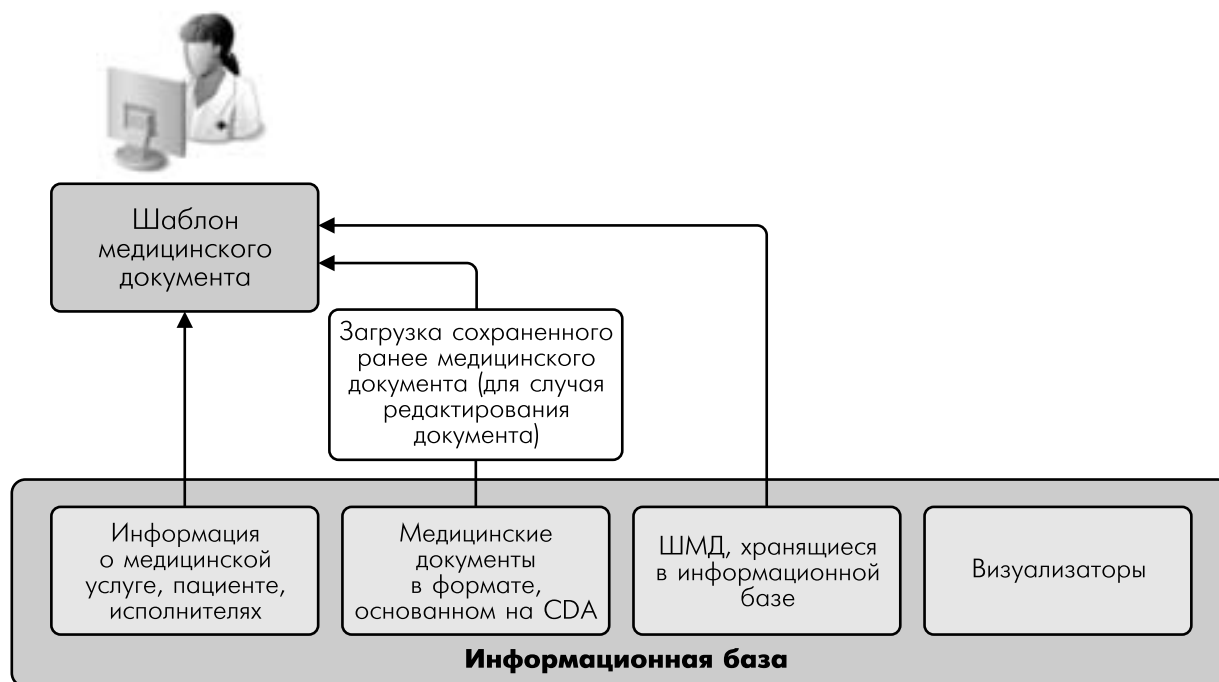 Шаблон
медицинского
документа
Загрузка сохраненного
ранее медицинского
документа (для случая
редактирования
документа)
Информация
о медицинской
услуге, пациенте,
исполнителях
Медицинские
документы
в формате,
основанном на CDA
ШМД, хранящиеся
в информационной
базе
Визуализаторы
Информационная база